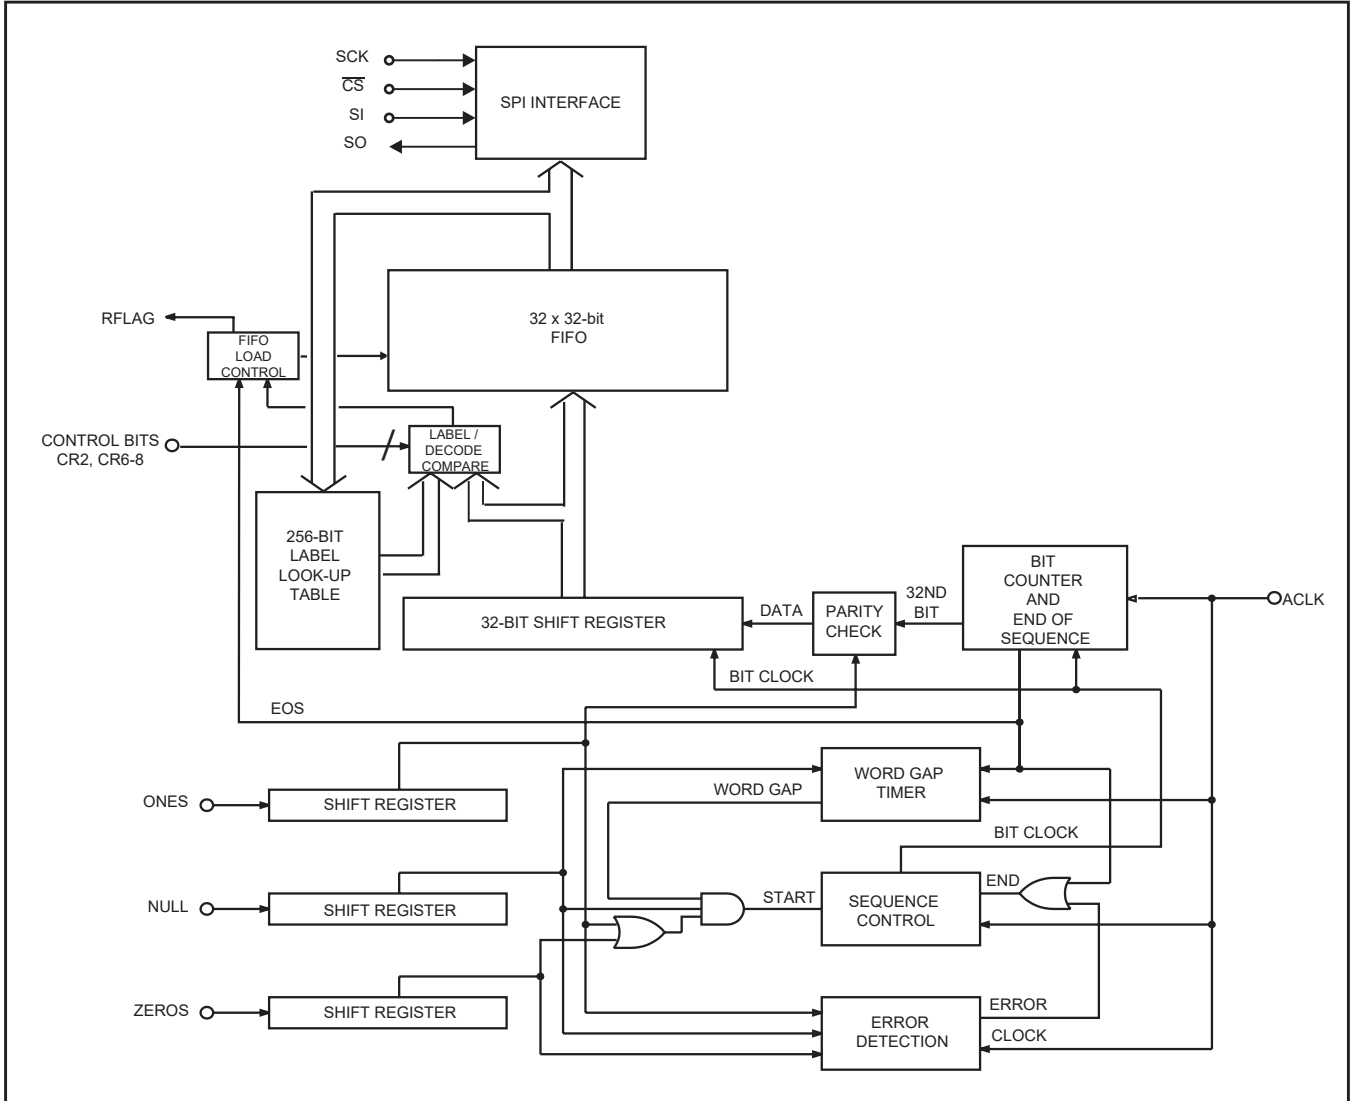 SCK
CS
SI
SO
SPI INTERFACE
RFLAG
FIFO
LOAD
CONTROL
32 x 32-bit
FIFO
CONTROL BITS
CR2, CR6-8
LABEL /
DECODE
COMPARE
256-BIT
LABEL
LOOK-UP
TABLE
32-BIT SHIFT REGISTER
DATA
PARITY
CHECK
32ND
BIT
BIT
COUNTER
AND
END OF
SEQUENCE
ACLK
BIT CLOCK
EOS
ONES
SHIFT REGISTER
WORD GAP
WORD GAP
TIMER
BIT CLOCK
NULL
SHIFT REGISTER
START
SEQUENCE
CONTROL
END
ZEROS
SHIFT REGISTER
ERROR
DETECTION
ERROR
CLOCK